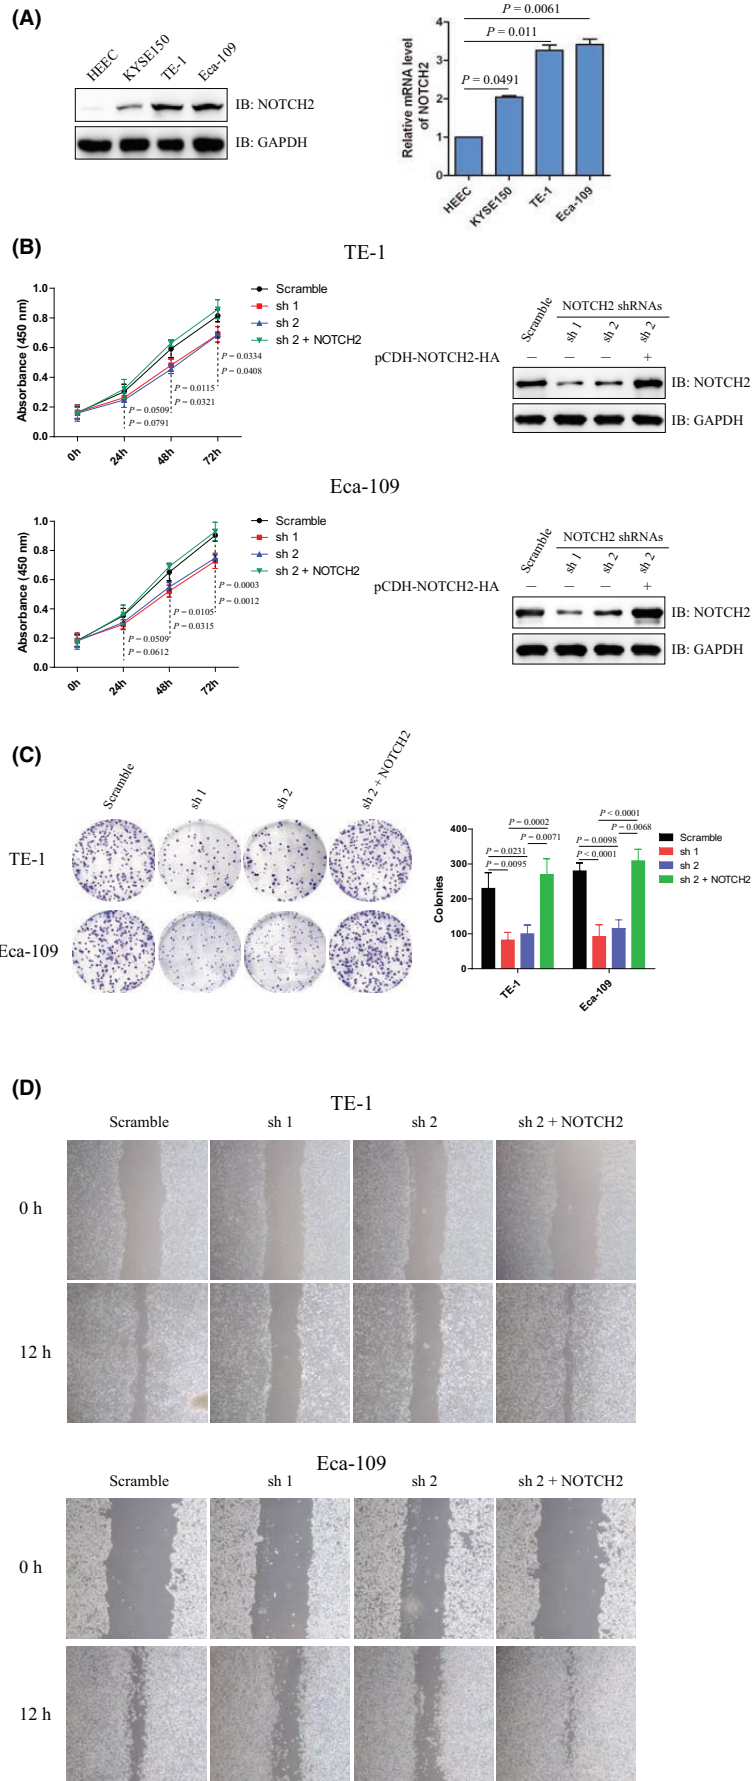 (A)
HEEC KYSE150 TE-1 Eca-109
IB: NOTCH2
IB: GAPDH
Relative mRNA level of NOTCH2
4
3
2
1
0
P = 0.0061
P = 0.011
P = 0.0491
HEEC KYSE150 TE-1 Eca-109
(B)
TE-1
Absorbance (450 nm)
1.0
0.8
0.6
0.4
0.2
0.0
0h 24h 48h 72h
Scramble
sh 1
sh 2
sh 2 + NOTCH2
P = 0.0334
P = 0.0408
P = 0.0115
P = 0.0321
P = 0.0509
P = 0.0791
Scramble
NOTCH2 shRNAs
sh 1 sh 2 sh 2
pCDH-NOTCH2-HA — — — +
IB: NOTCH2
IB: GAPDH
Eca-109
Absorbance (450 nm)
1.0
0.8
0.6
0.4
0.2
0.0
0h 24h 48h 72h
Scramble
sh 1
sh 2
sh 2 + NOTCH2
P = 0.0003
P = 0.0012
P = 0.0105
P = 0.0315
P = 0.0509
P = 0.0612
Scramble
NOTCH2 shRNAs
sh 1 sh 2 sh 2
pCDH-NOTCH2-HA — — — +
IB: NOTCH2
IB: GAPDH
(C)
Scramble sh 1 sh 2 sh 2 + NOTCH2
TE-1
Eca-109
Colonies
400
300
200
100
0
P = 0.0002
P = 0.0071
P = 0.0231
P = 0.0095
P < 0.0001
P = 0.0068
P = 0.0098
P < 0.0001
TE-1 Eca-109
Scramble
sh 1
sh 2
sh 2 + NOTCH2
(D)
TE-1
Scramble sh 1 sh 2 sh 2 + NOTCH2
0 h
12 h
Eca-109
Scramble sh 1 sh 2 sh 2 + NOTCH2
0 h
12 h